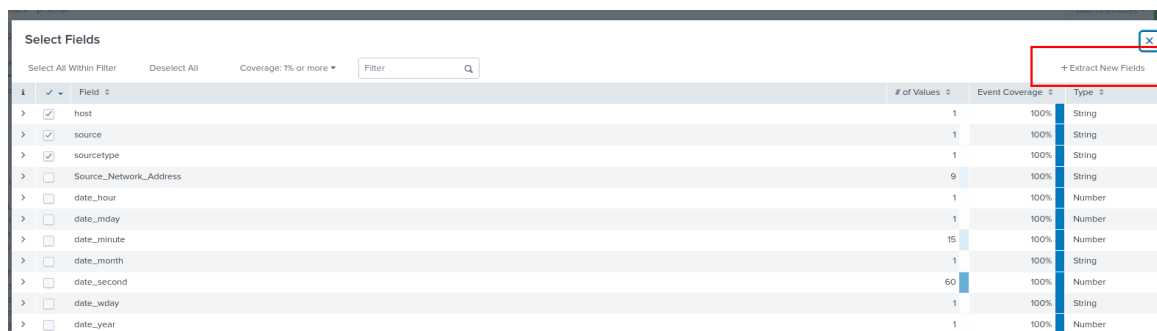 Select Fields
Select All Within Filter Deselect All Coverage: 1% or more Filter + Extract New Fields
i Field # of Values Event Coverage Type
host 1 100% String
source 1 100% String
sourcetype 1 100% String
Source_Network_Address 9 100% String
date_hour 1 100% Number
date_mday 1 100% Number
date_minute 15 100% Number
date_month 1 100% String
date_second 60 100% Number
date_wday 1 100% String
date_year 1 100% Number